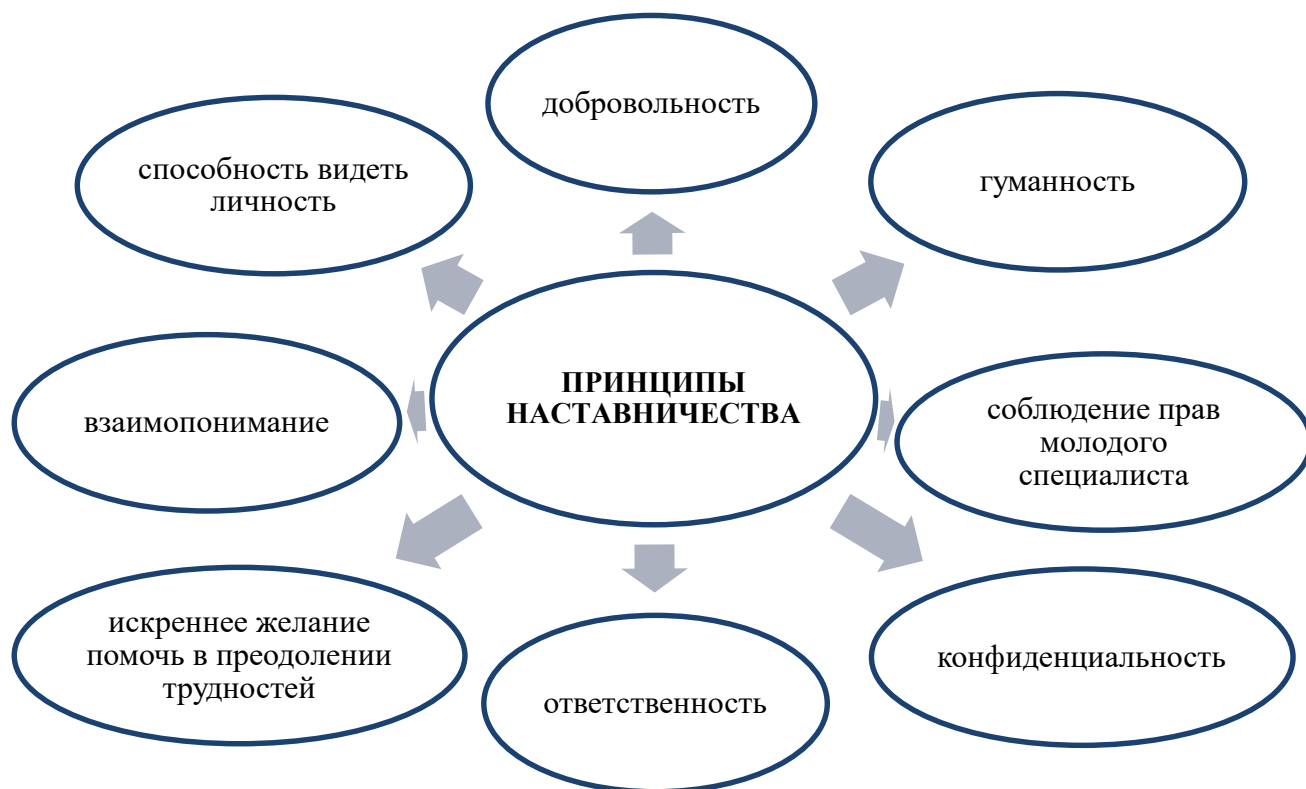 добровольность
способность видеть
личность
гуманность
ПРИНЦИПЫ
НАСТАВНИЧЕСТВА
взаимопонимание
соблюдение прав
молодого
специалиста
искреннее желание
помочь в преодолении
трудностей
ответственность
конфиденциальность